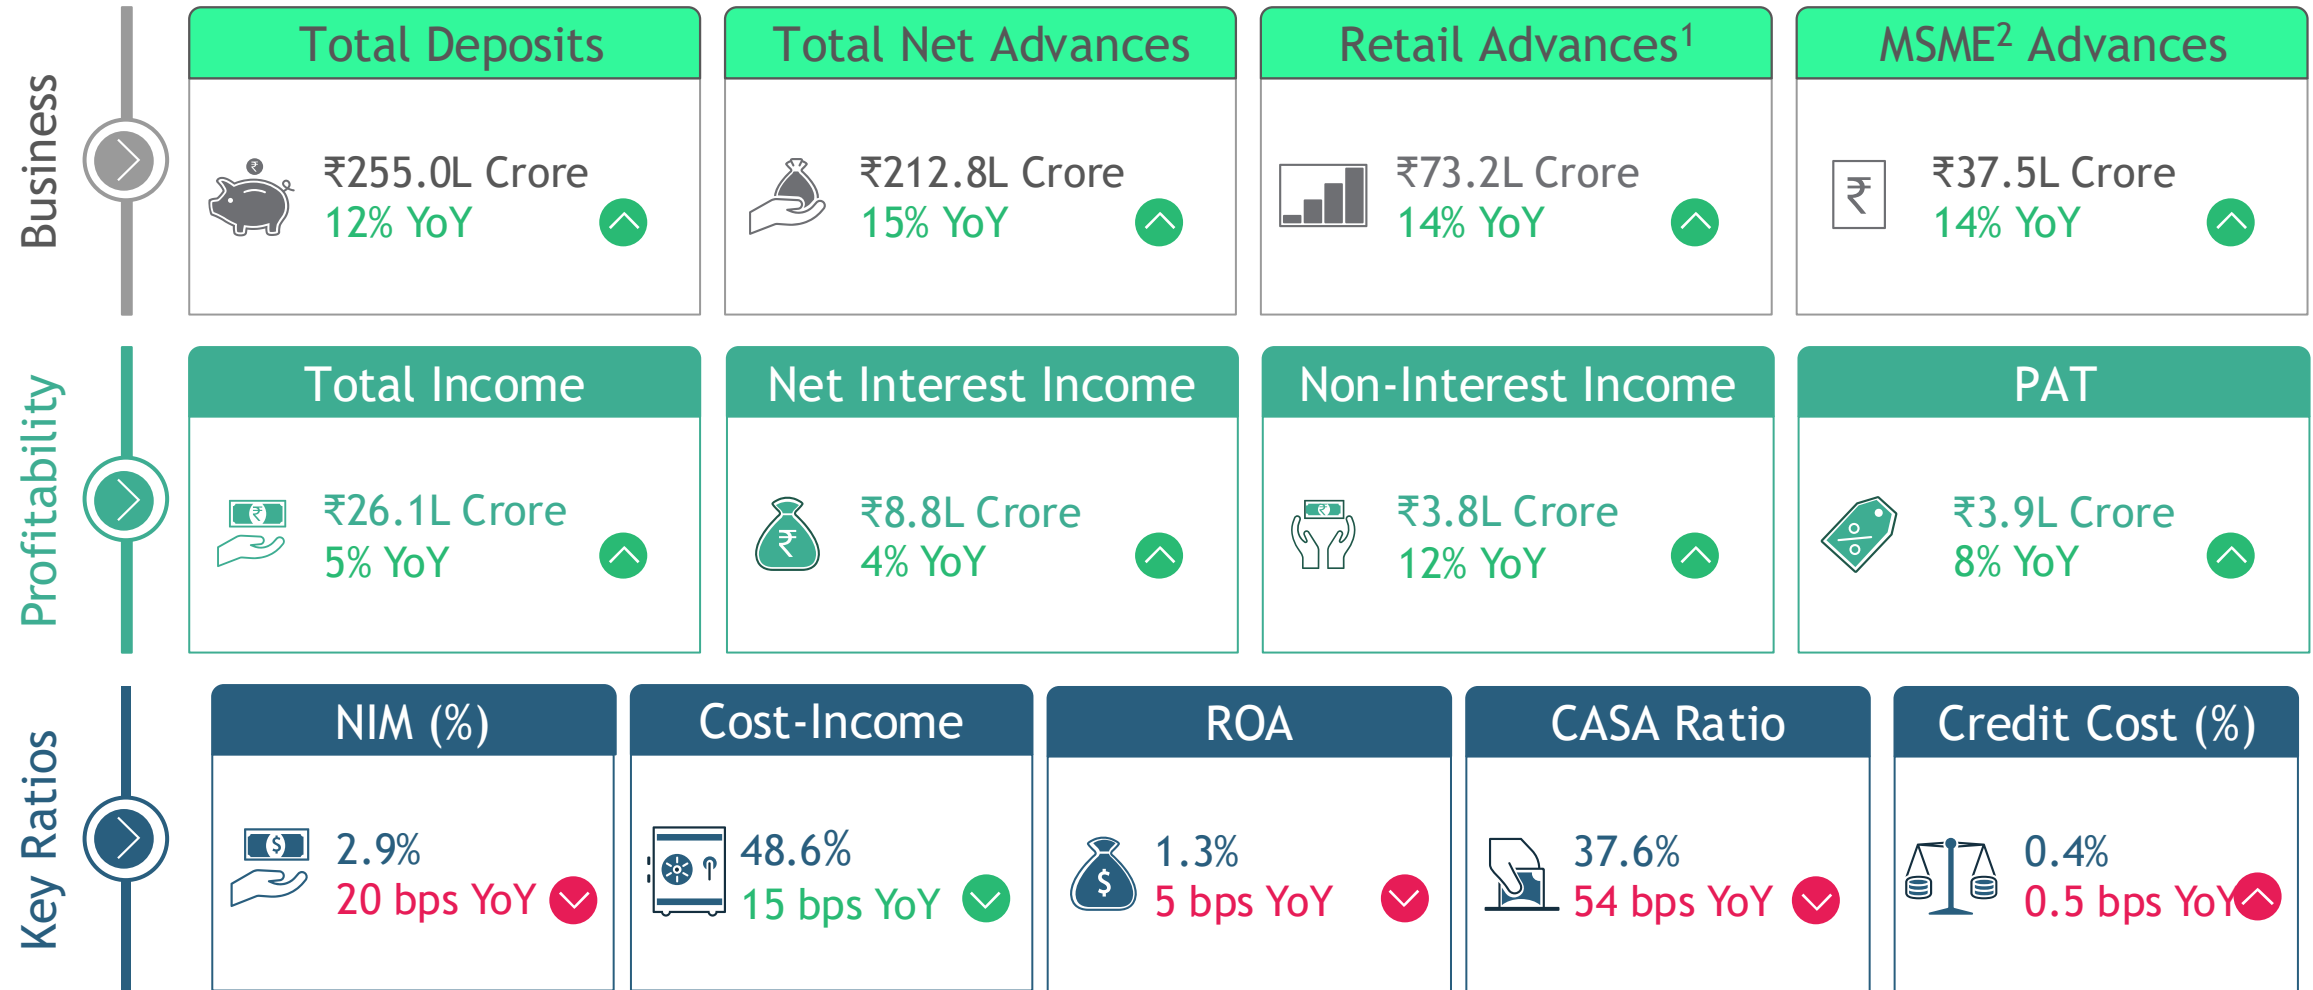 Business
Total Deposits
₹255.0L Crore
12% YoY
Total Net Advances
₹212.8L Crore
15% YoY
Retail Advances¹
₹73.2L Crore
14% YoY
MSME² Advances
₹
₹37.5L Crore
14% YoY
Profitability
Total Income
₹
₹26.1L Crore
5% YoY
Net Interest Income
₹
₹8.8L Crore
4% YoY
Non-Interest Income
₹
₹3.8L Crore
12% YoY
PAT
%
₹3.9L Crore
8% YoY
Key Ratios
NIM (%)
$
2.9%
20 bps YoY
Cost-Income
48.6%
15 bps YoY
ROA
$
1.3%
5 bps YoY
CASA Ratio
37.6%
54 bps YoY
Credit Cost (%)
0.4%
0.5 bps YoY